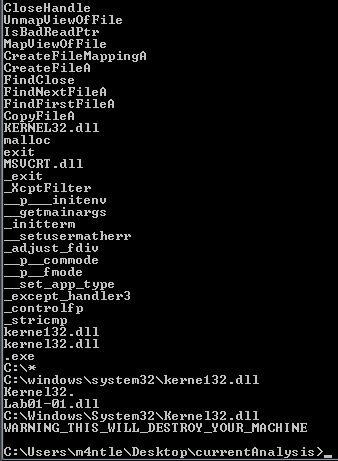 CloseHandle
UnmapViewOfFile
IsBadReadPtr
MapViewOfFile
CreateFileMappingA
CreateFileA
FindClose
FindNextFileA
FindFirstFileA
CopyFileA
KERNEL32.dll
malloc
exit
MSVCRT.dll
_exit
_XcptFilter
__p___initenv
__getmainargs
_initterm
__setusermatherr
_adjust_fdiv
__p__commode
__p__fmode
__set_app_type
_except_handler3
_controlfp
_stricmp
kerne132.dll
kernel32.dll
.exe
C:\*
C:\windows\system32\kerne132.dll
Kernel32.
Lab01-01.dll
C:\Windows\System32\Kernel32.dll
WARNING_THIS_WILL_DESTROY_YOUR_MACHINE
C:\Users\m4ntle\Desktop\currentAnalysis>_